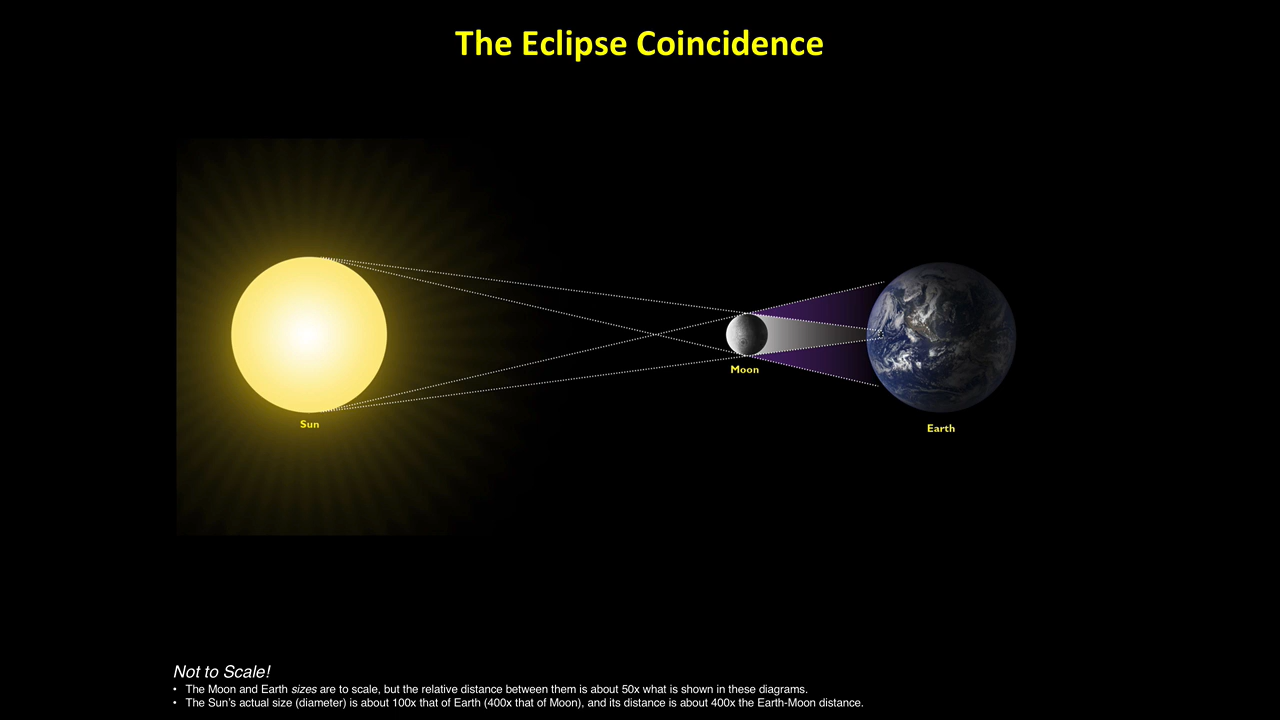 The Eclipse Coincidence
Moon
Sun
Earth
Not to Scale!
• The Moon and Earth sizes are to scale, but the relative distance between them is about 50x what is shown in these diagrams.
• The Sun's actual size (diameter) is about 100x that of Earth (400x that of Moon), and its distance is about 400x the Earth-Moon distance.